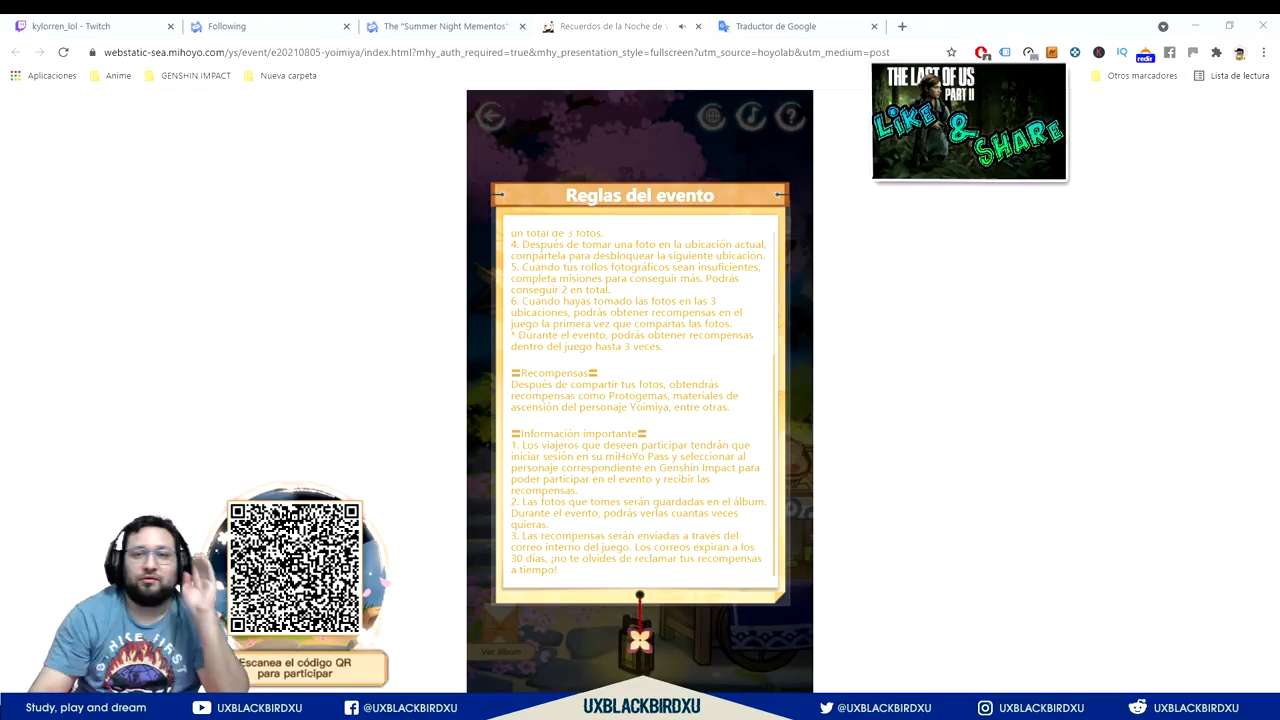 kylorren_lol - Twitch
Following
The "Summer Night Mementos"
Recuerdos de la Noche de V
Traductor de Google
webstatic-sea.mihoyo.com/ys/event/e20210805-yoimiya/index.html?mhy_auth_required=true&mhy_presentation_style=fullscreen?utm_source=hoyolab&utm_medium=post
Aplicaciones
Anime
GENSHIN IMPACT
Nueva carpeta
Otros marcadores
Lista de lectura
THE LAST OF US
PART II
LIKE & SHARE
Reglas del evento
un total de 3 fotos.
4. Después de tomar una foto en la ubicación actual,
compártela para desbloquear la siguiente ubicación.
5. Cuando tus rollos fotográficos sean insuficientes,
completa misiones para conseguir más. Podrás
conseguir 2 en total.
6. Cuando hayas tomado las fotos en las 3
ubicaciones, podrás obtener recompensas en el
juego la primera vez que compartas las fotos.
* Durante el evento, podrás obtener recompensas
dentro del juego hasta 3 veces.
〓Recompensas〓
Después de compartir tus fotos, obtendrás
recompensas como Protogemas, materiales de
ascensión del personaje Yoimiya, entre otras.
〓Información importante〓
1. Los viajeros que deseen participar tendrán que
iniciar sesión en su miHoYo Pass y seleccionar al
personaje correspondiente en Genshin Impact para
poder participar en el evento y recibir las
recompensas.
2. Las fotos que tomes serán guardadas en el álbum.
Durante el evento, podrás verlas cuantas veces
quieras.
3. Las recompensas serán enviadas a través del
correo interno del juego. Los correos expiran a los
30 días, ¡no te olvides de reclamar tus recompensas
a tiempo!
Ver álbum
Escanea el código QR
para participar
Study, play and dream
UXBLACKBIRDXU
@UXBLACKBIRDXU
UXBLACKBIRDXU
@UXBLACKBIRDXU
UXBLACKBIRDXU
UXBLACKBIRDXU